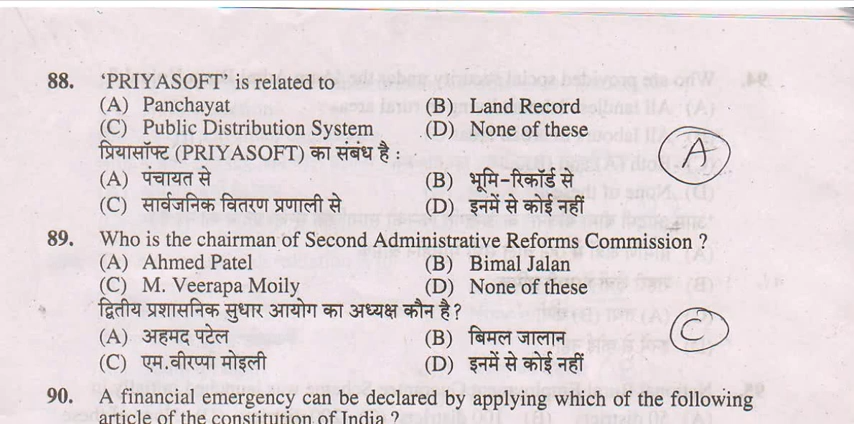 88. 'PRIYASOFT' is related to
(A) Panchayat (B) Land Record
(C) Public Distribution System (D) None of these
प्रियासॉफ्ट (PRIYASOFT) का संबंध है :
(A) पंचायत से (B) भूमि-रिकॉर्ड से
(C) सार्वजनिक वितरण प्रणाली से (D) इनमें से कोई नहीं
A
89. Who is the chairman of Second Administrative Reforms Commission ?
(A) Ahmed Patel (B) Bimal Jalan
(C) M. Veerapa Moily (D) None of these
द्वितीय प्रशासनिक सुधार आयोग का अध्यक्ष कौन है?
(A) अहमद पटेल (B) बिमल जालान
(C) एम.वीरप्पा मोइली (D) इनमें से कोई नहीं
C
90. A financial emergency can be declared by applying which of the following
article of the constitution of India ?